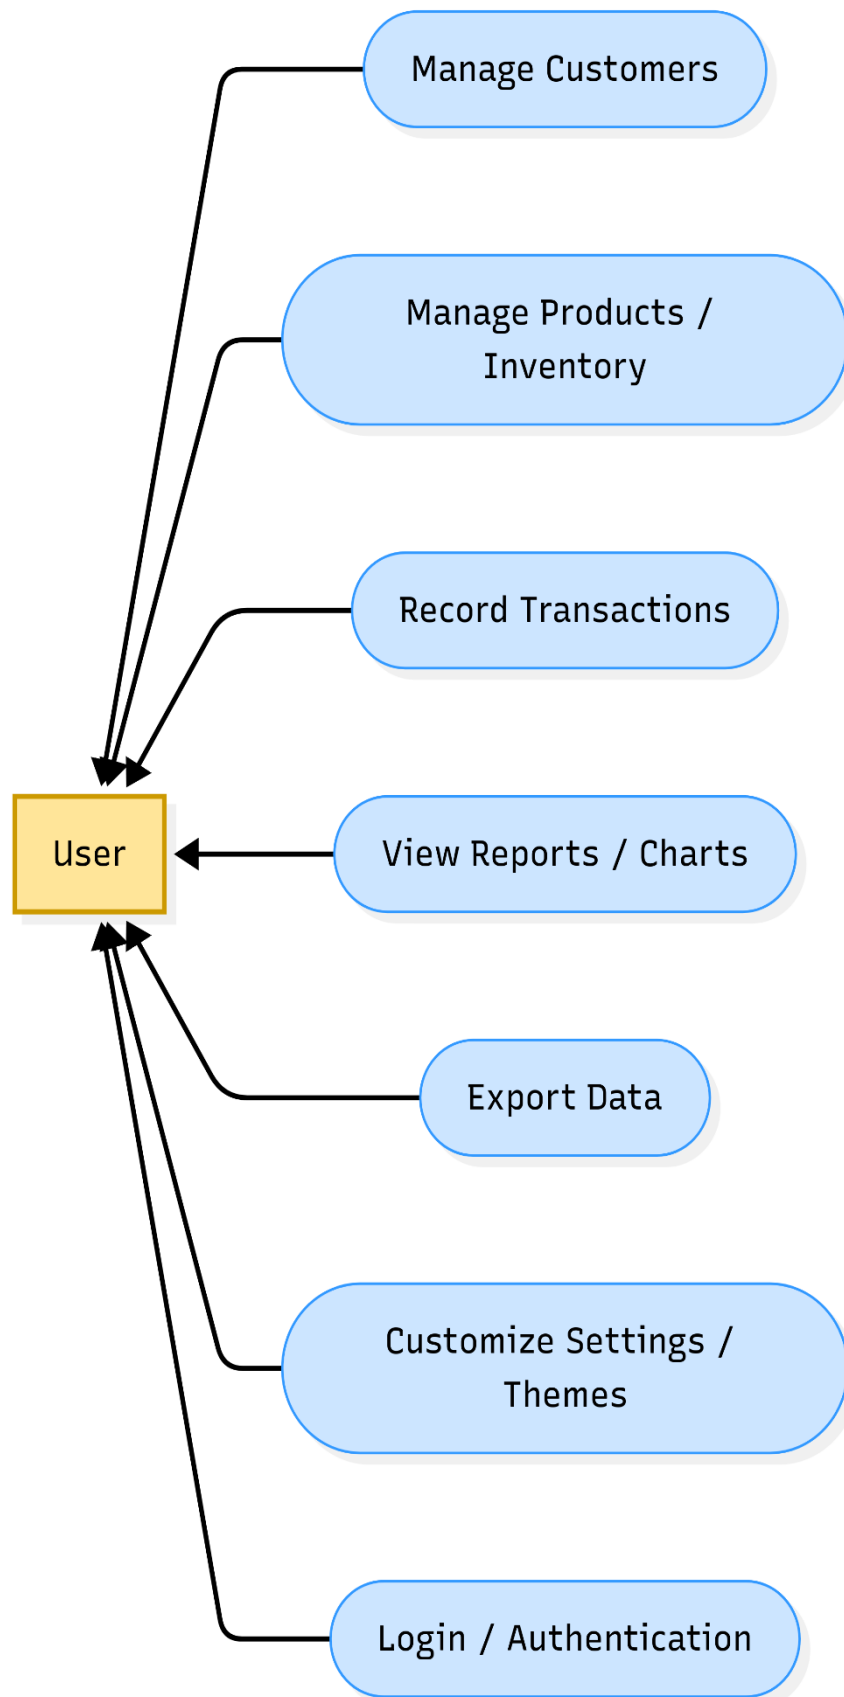 Manage Customers
Manage Products /
Inventory
Record Transactions
User
View Reports / Charts
Export Data
Customize Settings /
Themes
Login / Authentication